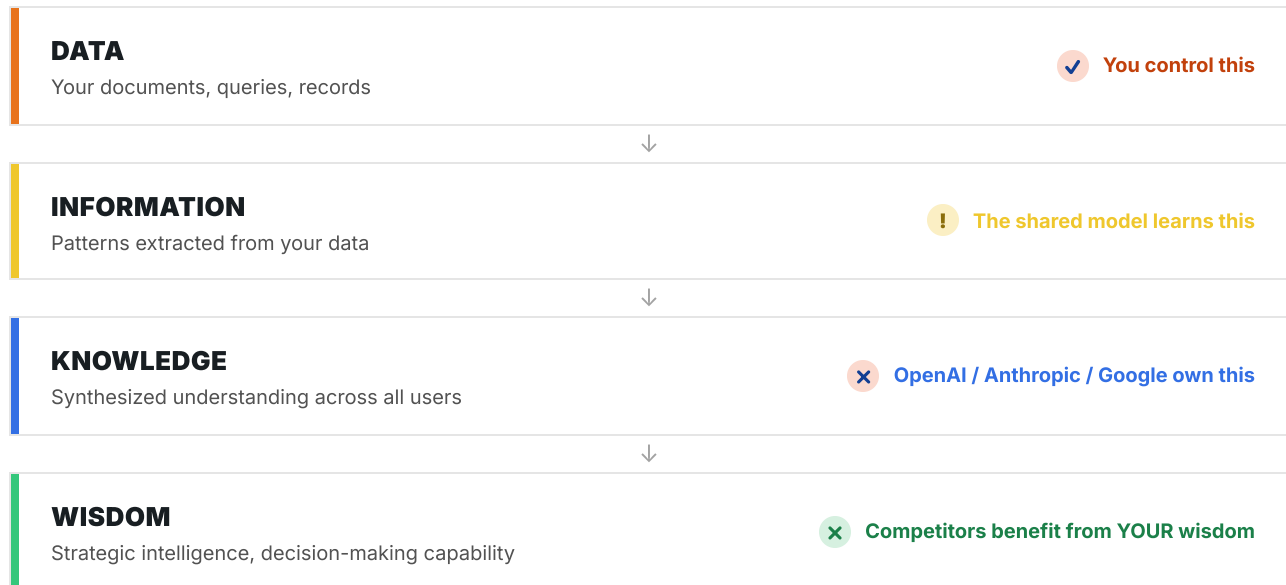 DATA
Your documents, queries, records
You control this
INFORMATION
Patterns extracted from your data
The shared model learns this
KNOWLEDGE
Synthesized understanding across all users
OpenAI / Anthropic / Google own this
WISDOM
Strategic intelligence, decision-making capability
Competitors benefit from YOUR wisdom